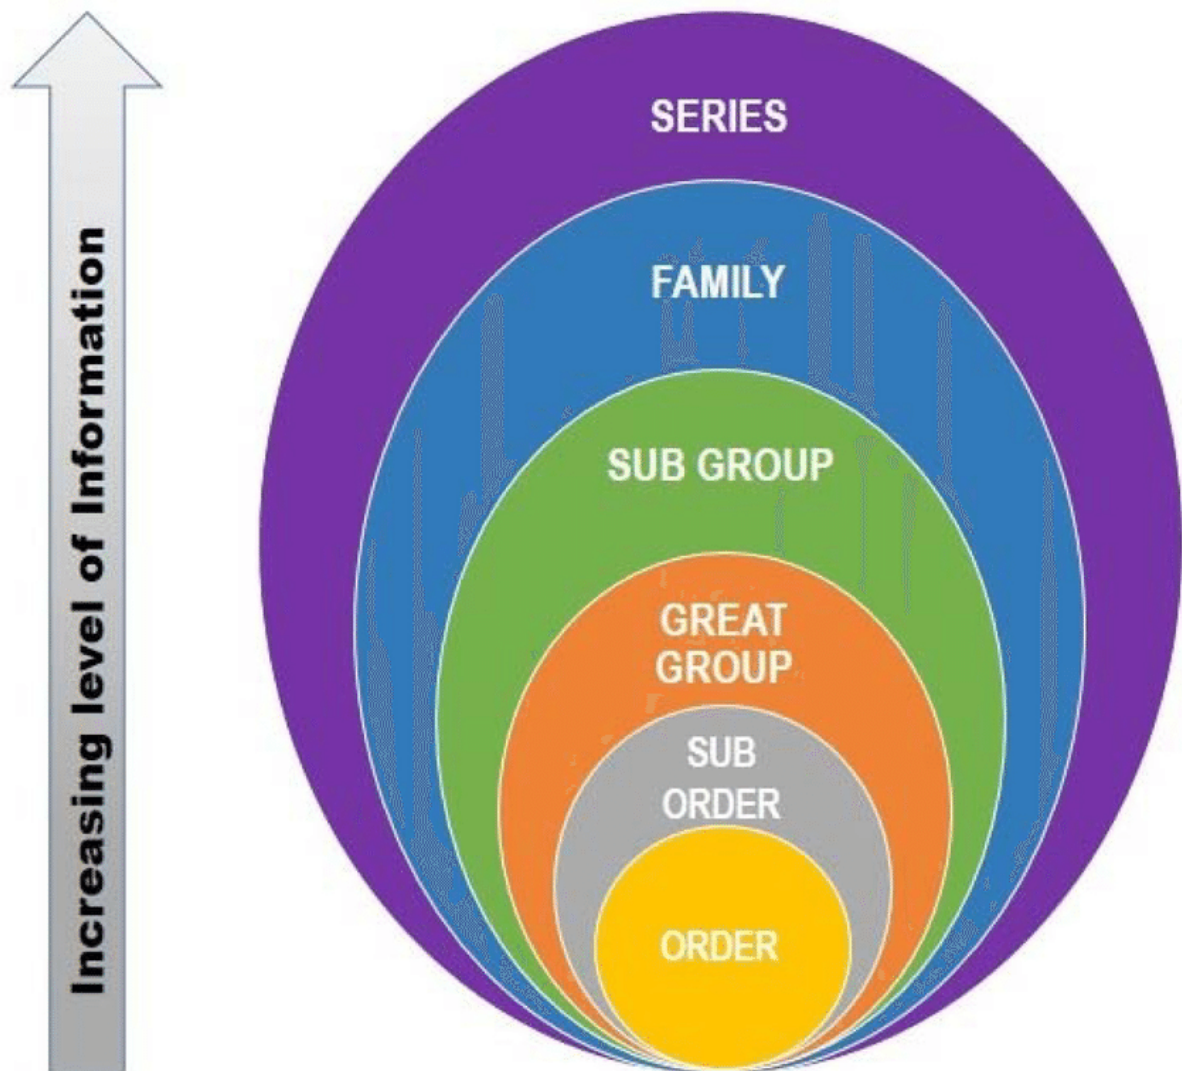 Increasing level of Information
SERIES
FAMILY
SUB GROUP
GREAT
GROUP
SUB
ORDER
ORDER